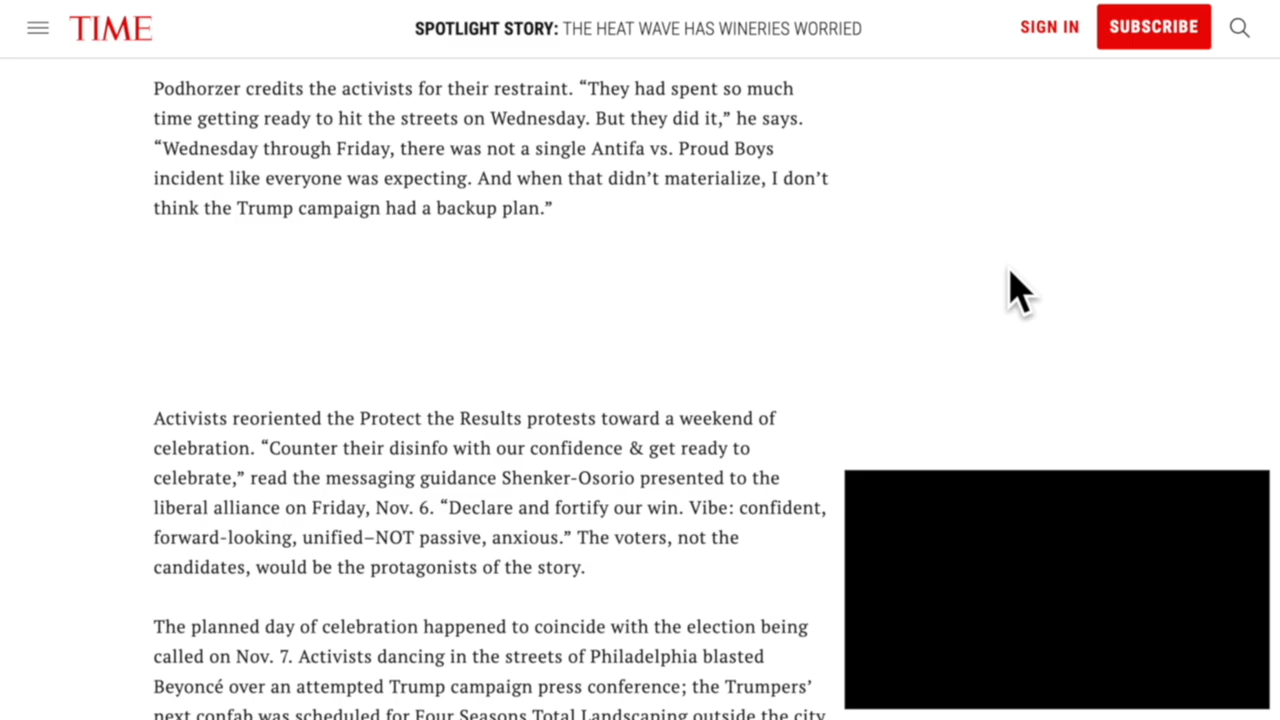 TIME
SPOTLIGHT STORY: THE HEAT WAVE HAS WINERIES WORRIED
SIGN IN
SUBSCRIBE
Podhorzer credits the activists for their restraint. “They had spent so much
time getting ready to hit the streets on Wednesday. But they did it,” he says.
“Wednesday through Friday, there was not a single Antifa vs. Proud Boys
incident like everyone was expecting. And when that didn’t materialize, I don’t
think the Trump campaign had a backup plan.”
Activists reoriented the Protect the Results protests toward a weekend of
celebration. “Counter their disinfo with our confidence & get ready to
celebrate,” read the messaging guidance Shenker-Osorio presented to the
liberal alliance on Friday, Nov. 6. “Declare and fortify our win. Vibe: confident,
forward-looking, unified–NOT passive, anxious.” The voters, not the
candidates, would be the protagonists of the story.
The planned day of celebration happened to coincide with the election being
called on Nov. 7. Activists dancing in the streets of Philadelphia blasted
Beyoncé over an attempted Trump campaign press conference; the Trumpers’
next confab was scheduled for Four Seasons Total Landscaping outside the city